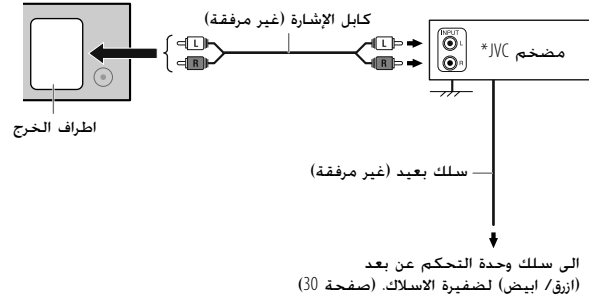 كابل الإشارة (غير مرفقة)
L
L
R
R
INPUT
L
R
مضخم JVC*
اطراف الخرج
سلك بعيد (غير مرفقة)
الى سلك وحدة التحكم عن بعد
(ازرق/ ابيض) لضفيرة الاسلاك. (صفحة 30)